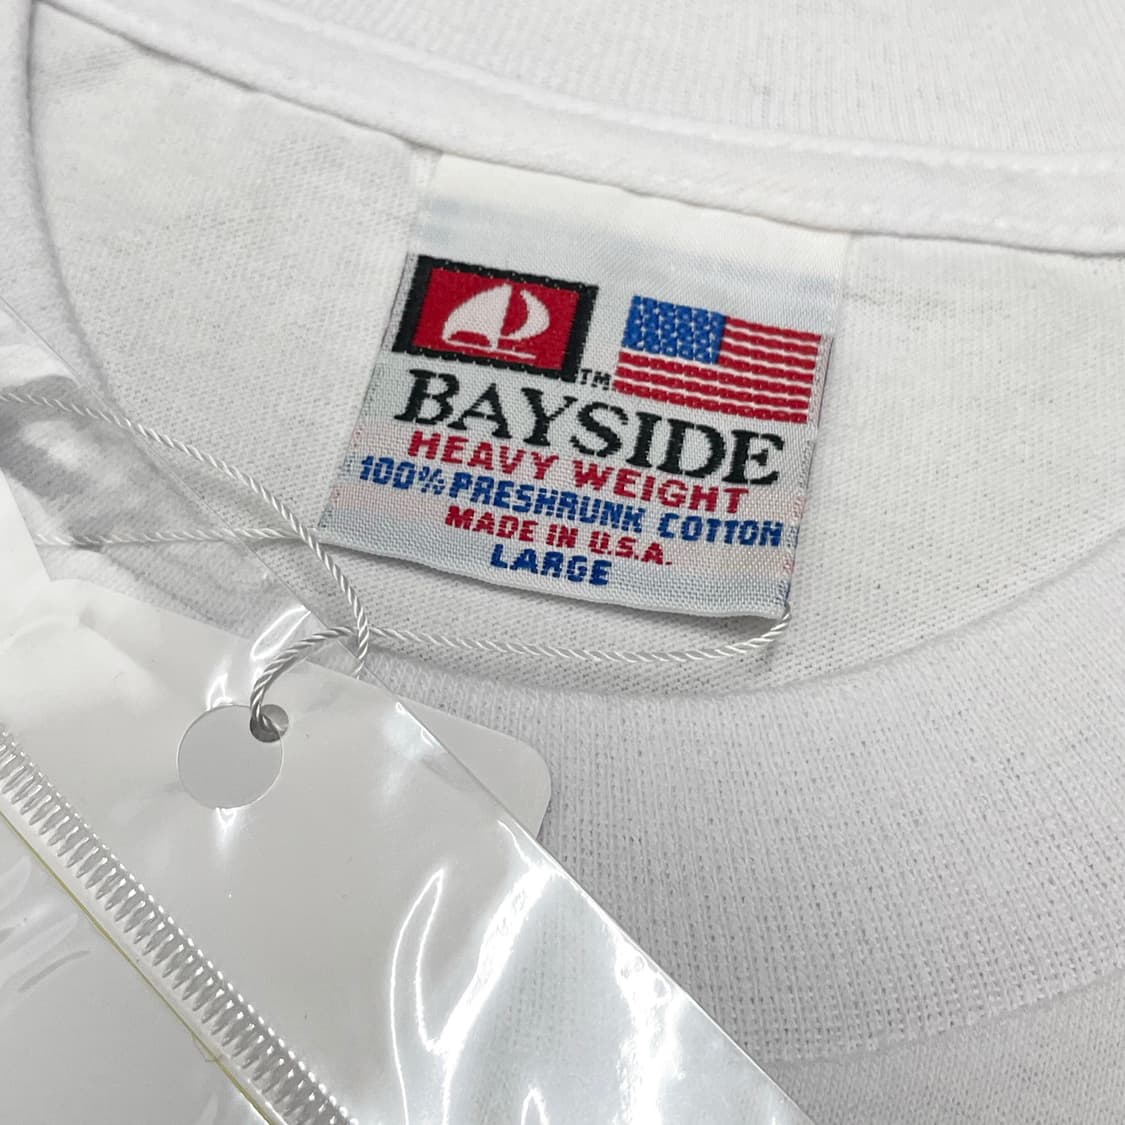 TM
BAYSIDE
HEAVY WEIGHT
100% PRESHRUNK COTTON
MADE IN U.S.A.
LARGE